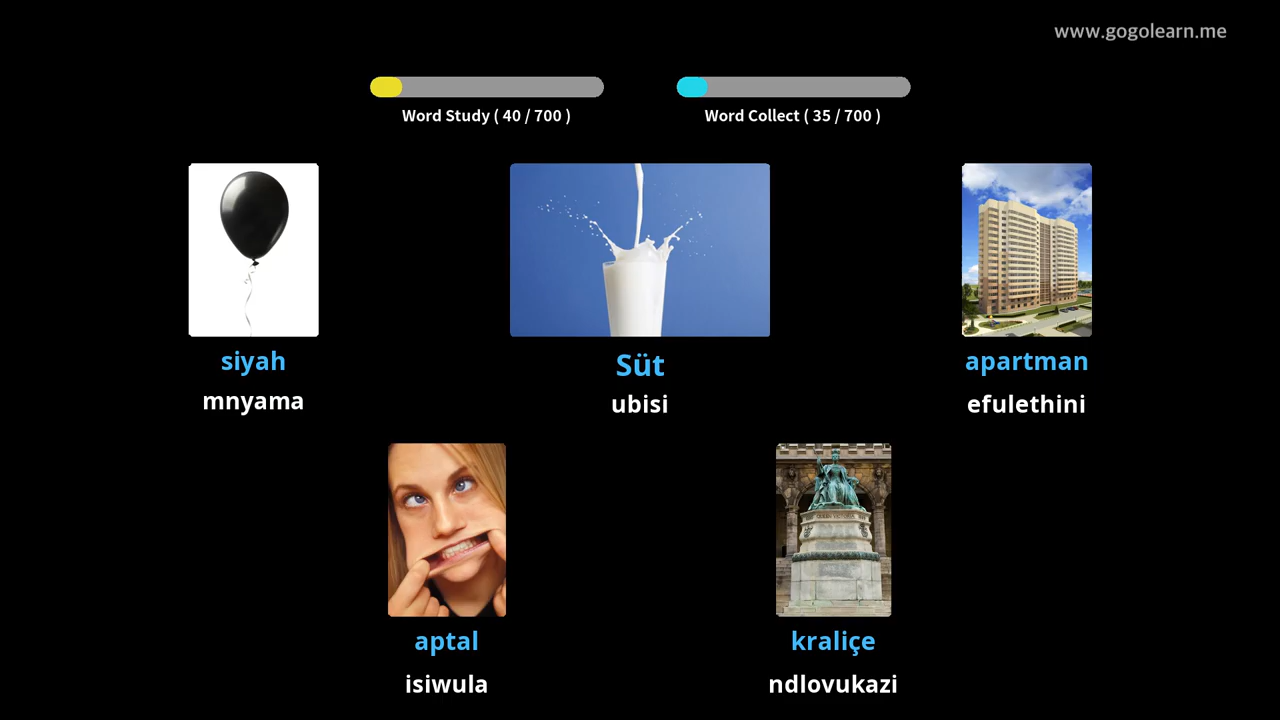 www.gogolearn.me
Word Study ( 40 / 700 )
Word Collect ( 35 / 700 )
siyah
mnyama
Süt
ubisi
apartman
efulethini
aptal
isiwula
kraliçe
ndlovukazi